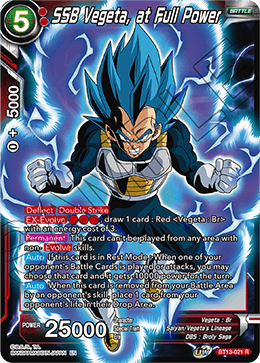 5
SSB Vegeta, at Full Power
BATTLE
0 + 5000
Deflect Double Strike
EX-Evolve draw 1 card : Red <Vegeta : Br>
with an energy cost of 3.
Permanent This card can't be played from any area with
non- Evolve skills.
Auto If this card is in Rest Mode When one of your
opponent's Battle Cards is played or attacks, you may
choose that card and it gets 10000 power for the turn.
Auto When this card is removed from your Battle Area
by an opponent's skill, place 1 card from your
opponent's life in their Drop Area.
POWER
25000
BT13-021 R
Character
Vegeta : Br
Special Trait
Saiyan/Vegeta's Lineage
Era
DBS : Broly Saga